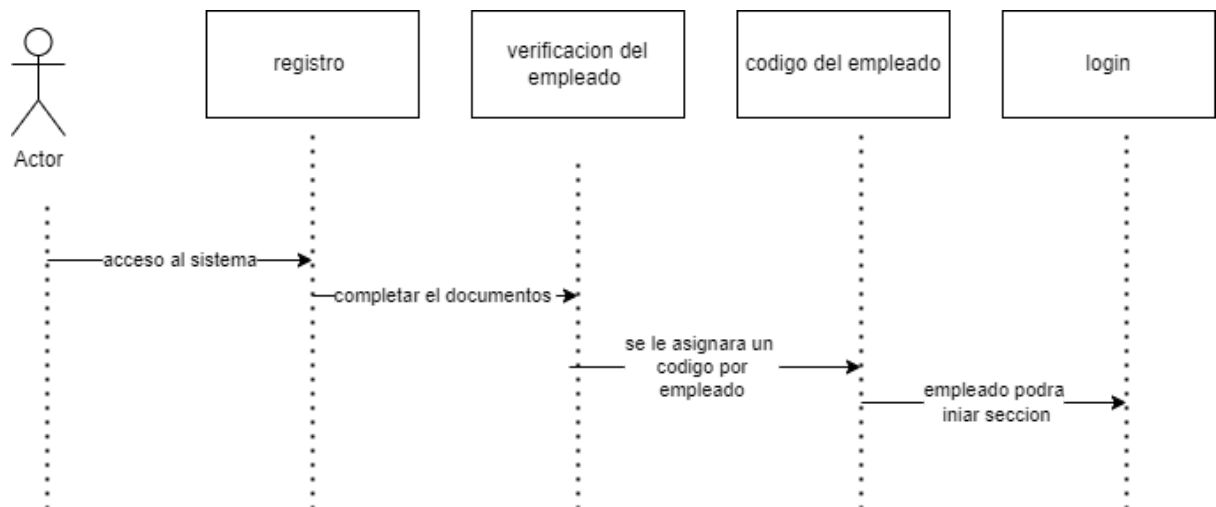 registro
verificacion del
empleado
codigo del empleado
login
Actor
acceso al sistema
completar el documentos
se le asignara un
codigo por
empleado
empleado podra
iniar seccion